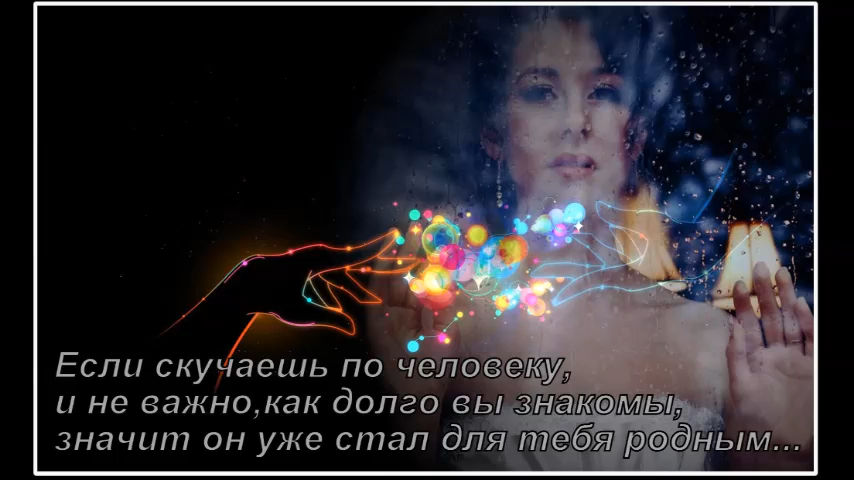 Если скучаешь по человеку,
и не важно,как долго вы знакомы,
значит он уже стал для тебя родным...